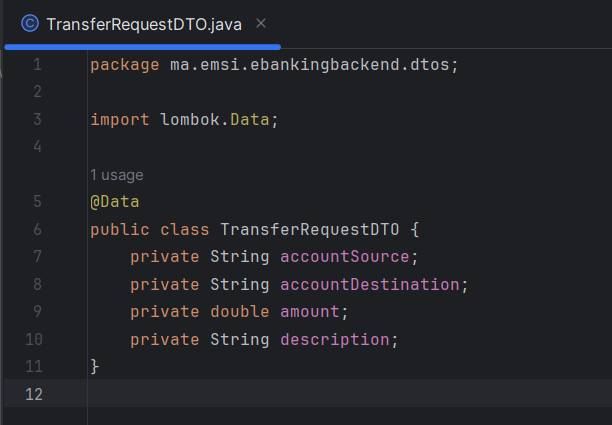 TransferRequestDTO.java
1 package ma.emsi.ebankingbackend.dtos;
2
3 import lombok.Data;
4
1 usage
5 @Data
6 public class TransferRequestDTO {
7 private String accountSource;
8 private String accountDestination;
9 private double amount;
10 private String description;
11 }
12